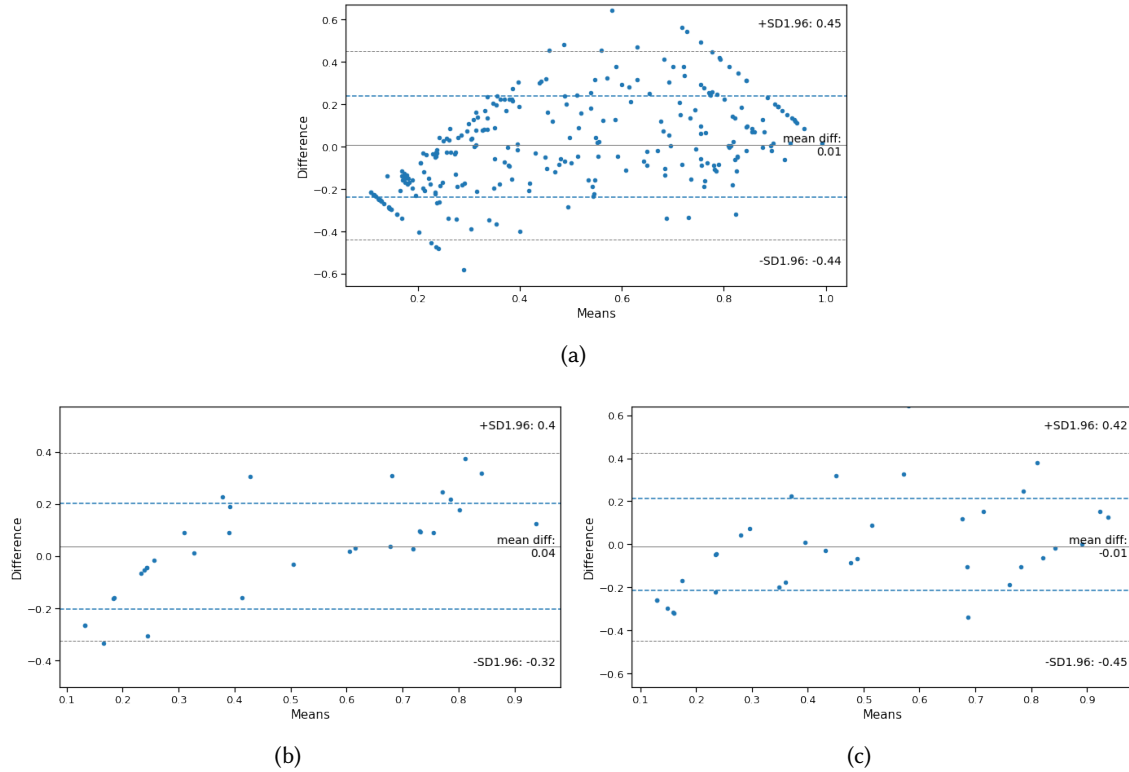 0.6
+SD1.96: 0.45
0.4
0.2
Difference
0.0
mean diff:
0.01
−0.2
−0.4
-SD1.96: -0.44
−0.6
0.2 0.4 0.6 0.8 1.0
Means
(a)
+SD1.96: 0.4
0.4
0.2
Difference
mean diff:
0.04
0.0
−0.2
−0.4
-SD1.96: -0.32
0.1 0.2 0.3 0.4 0.5 0.6 0.7 0.8 0.9
Means
(b)
0.6
+SD1.96: 0.42
0.4
0.2
Difference
mean diff:
-0.01
0.0
−0.2
−0.4
-SD1.96: -0.45
−0.6
0.1 0.2 0.3 0.4 0.5 0.6 0.7 0.8 0.9
Means
(c)